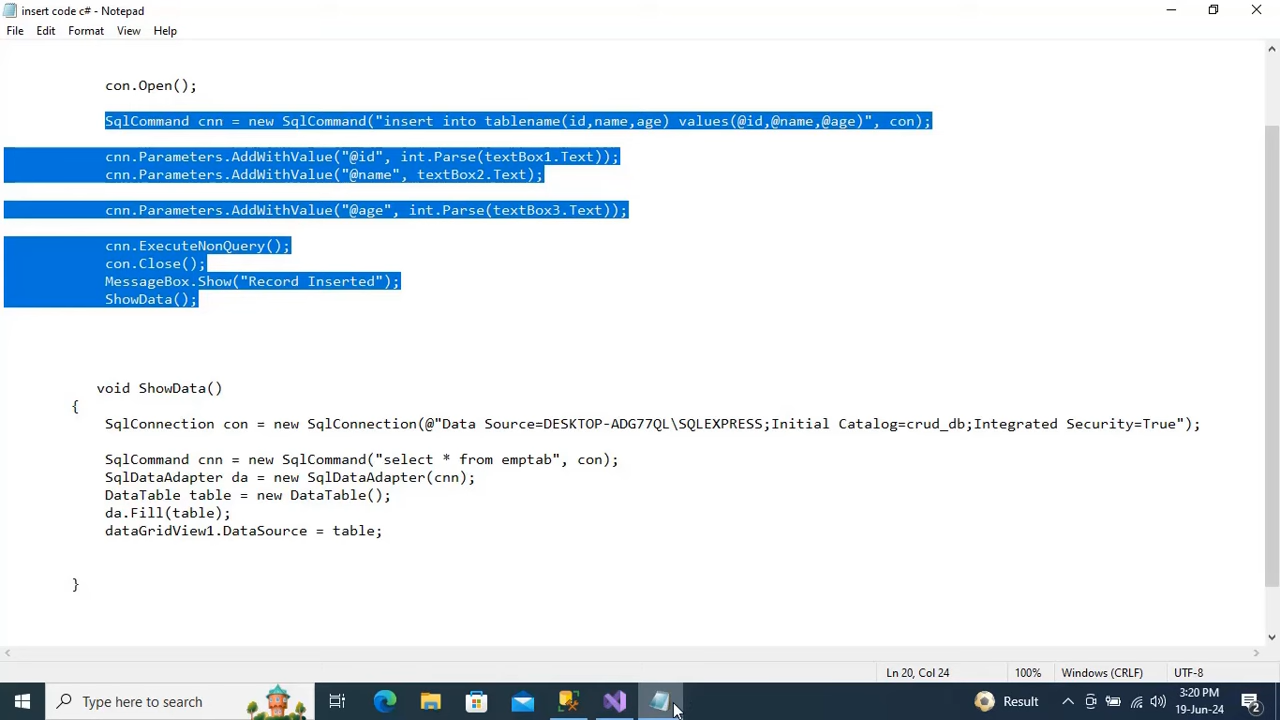 insert code c# - Notepad
File Edit Format View Help
con.Open();
SqlCommand cnn = new SqlCommand("insert into tablename(id,name,age) values(@id,@name,@age)", con);
cnn.Parameters.AddWithValue("@id", int.Parse(textBox1.Text));
cnn.Parameters.AddWithValue("@name", textBox2.Text);
cnn.Parameters.AddWithValue("@age", int.Parse(textBox3.Text));
cnn.ExecuteNonQuery();
con.Close();
MessageBox.Show("Record Inserted");
ShowData();
void ShowData()
{
SqlConnection con = new SqlConnection(@"Data Source=DESKTOP-ADG77QL\SQLEXPRESS;Initial Catalog=crud_db;Integrated Security=True");
SqlCommand cnn = new SqlCommand("select * from emptab", con);
SqlDataAdapter da = new SqlDataAdapter(cnn);
DataTable table = new DataTable();
da.Fill(table);
dataGridView1.DataSource = table;
}
Ln 20, Col 24 100% Windows (CRLF) UTF-8
Type here to search Result 3:20 PM
19-Jun-24 2